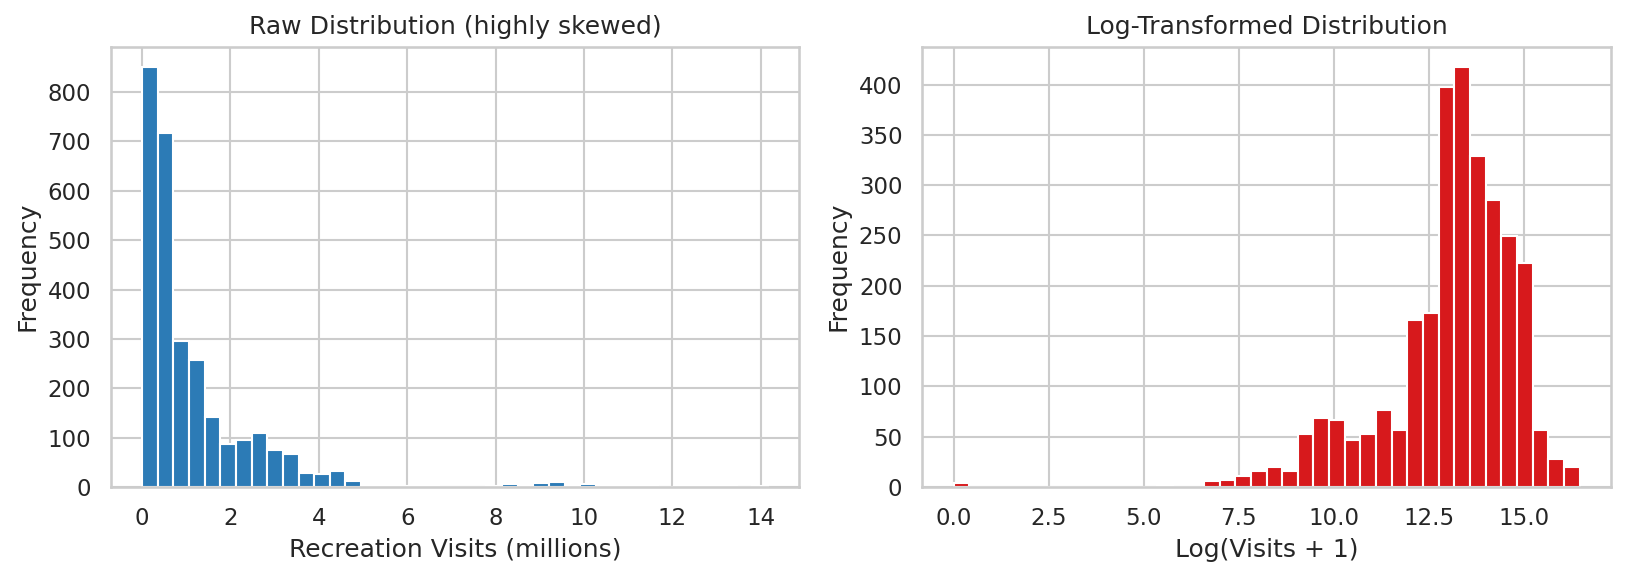 Raw Distribution (highly skewed)
Frequency
800
700
600
500
400
300
200
100
0
0 2 4 6 8 10 12 14
Recreation Visits (millions)
Log-Transformed Distribution
Frequency
400
350
300
250
200
150
100
50
0
0.0 2.5 5.0 7.5 10.0 12.5 15.0
Log(Visits + 1)